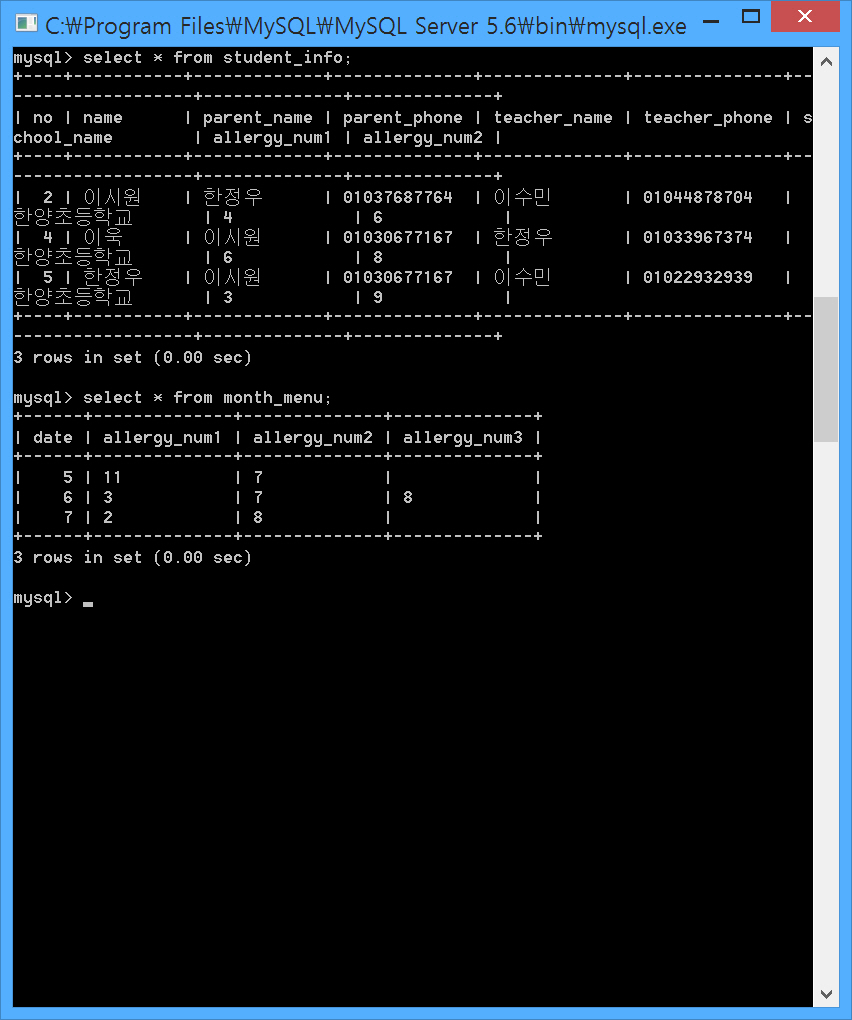 C:₩Program Files₩MySQL₩MySQL Server 5.6₩bin₩mysql.exe
mysql> select * from student_info;
+----+-----------+-------------+--------------+--------------+---------------+--
------------------+--------------+--------------+
| no | name      | parent_name | parent_phone | teacher_name | teacher_phone | s
chool_name        | allergy_num1 | allergy_num2 |
+----+-----------+-------------+--------------+--------------+---------------+--
------------------+--------------+--------------+
|  2 | 이시원    | 한정우      | 01037687764  | 이수민       | 01044878704   |
한양초등학교       | 4            | 6            |
|  4 | 이욱      | 이시원      | 01030677167  | 한정우       | 01033967374   |
한양초등학교       | 6            | 8            |
|  5 | 한정우    | 이시원      | 01030677167  | 이수민       | 01022932939   |
한양초등학교       | 3            | 9            |
+----+-----------+-------------+--------------+--------------+---------------+--
------------------+--------------+--------------+
3 rows in set (0.00 sec)
mysql> select * from month_menu;
+------+--------------+--------------+--------------+
| date | allergy_num1 | allergy_num2 | allergy_num3 |
+------+--------------+--------------+--------------+
|    5 | 11           | 7            |              |
|    6 | 3            | 7            | 8            |
|    7 | 2            | 8            |              |
+------+--------------+--------------+--------------+
3 rows in set (0.00 sec)
mysql> _